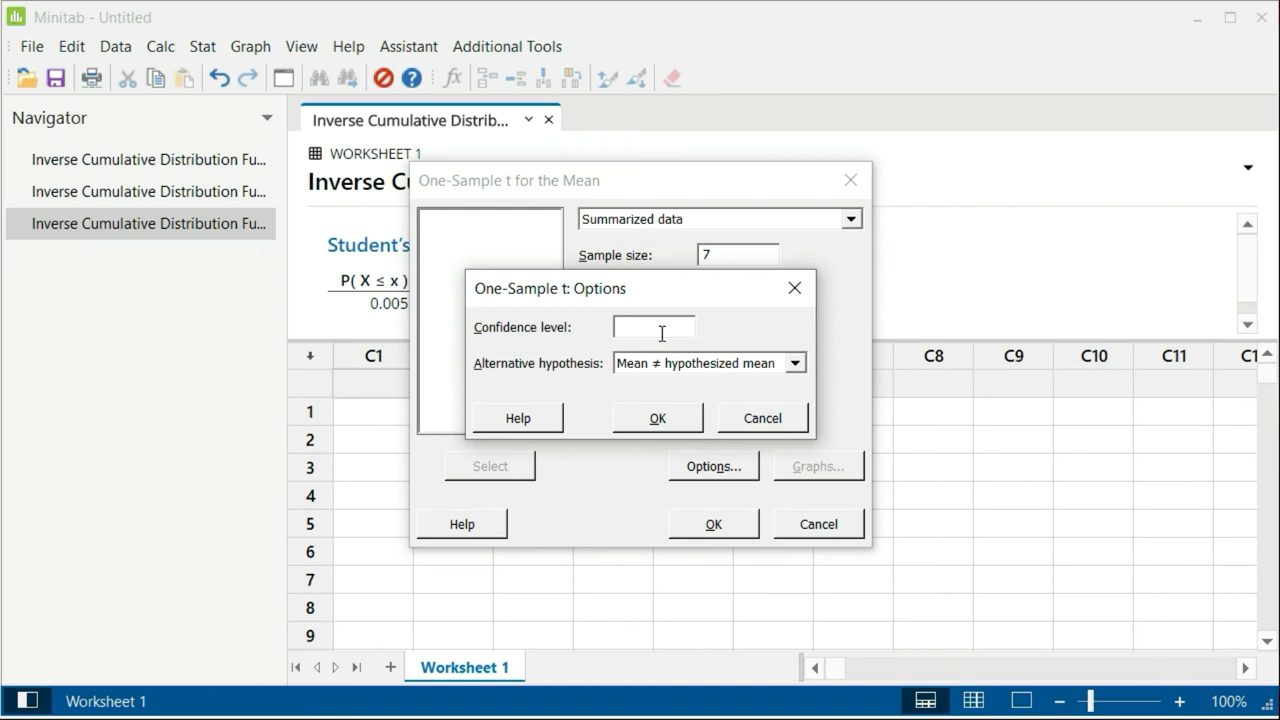 Minitab - Untitled
File Edit Data Calc Stat Graph View Help Assistant Additional Tools
Navigator
Inverse Cumulative Distribution Fu...
Inverse Cumulative Distribution Fu...
Inverse Cumulative Distribution Fu...
Inverse Cumulative Distrib...
WORKSHEET 1
Inverse C
Student's
P( X ≤ x )
0.005
One-Sample t for the Mean
Summarized data
Sample size: 7
One-Sample t: Options
Confidence level:
Alternative hypothesis: Mean ≠ hypothesized mean
Help OK Cancel
Select Options... Graphs...
Help OK Cancel
C1 C8 C9 C10 C11 C1
1
2
3
4
5
6
7
8
9
Worksheet 1
Worksheet 1 100%